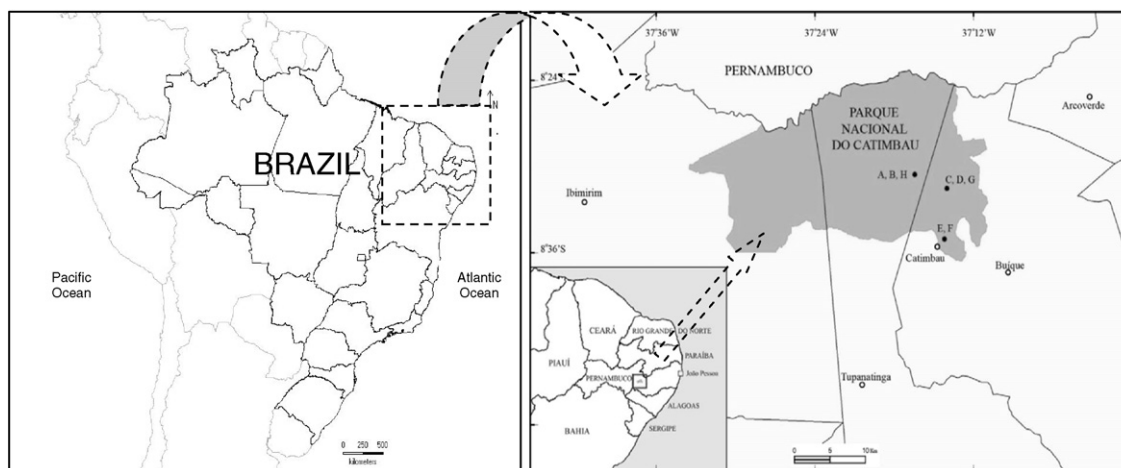 N
BRAZIL
Pacific
Ocean
Atlantic
Ocean
0 250 500
kilometers
37°36'W
37°24'W
37°12'W
8°24'S
8°36'S
PERNAMBUCO
Arcoverde
PARQUE
NACIONAL
DO CATIMBAU
A, B, H
C, D, G
E, F
Ibimirim
Catimbau
Buíque
Tupanatinga
CEARÁ
RIO GRANDE DO NORTE
PIAUÍ
PARAÍBA
João Pessoa
PERNAMBUCO
ALAGOAS
BAHIA
SERGIPE
0 5 10 Km